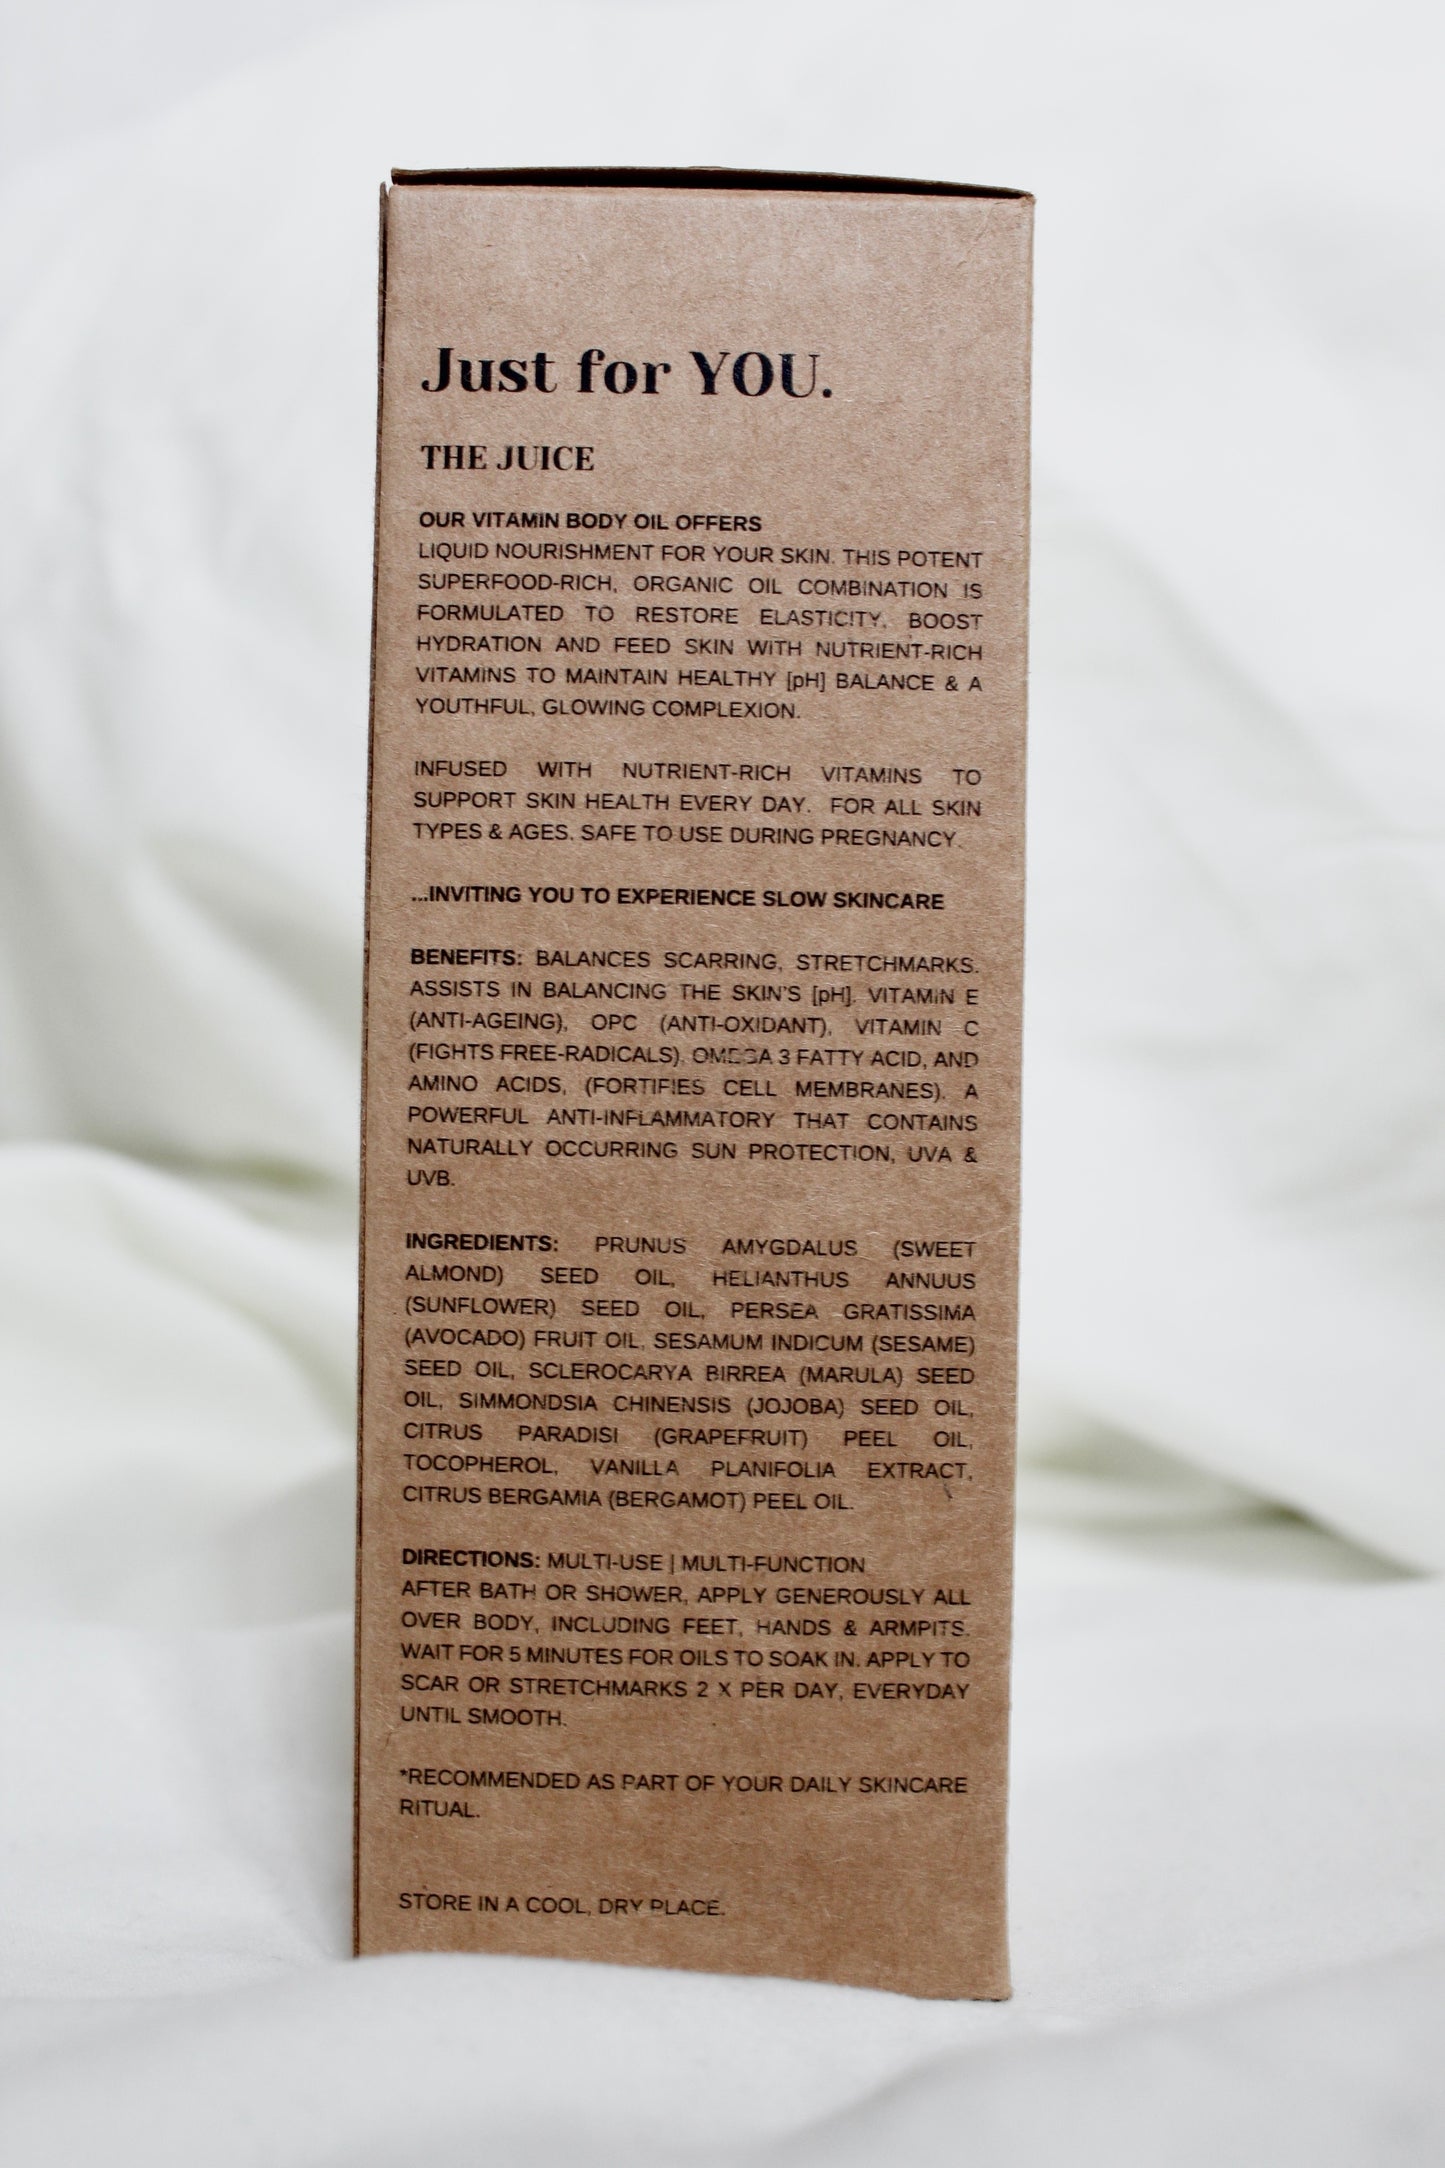 Just for YOU.
THE JUICE
OUR VITAMIN BODY OIL OFFERS
LIQUID NOURISHMENT FOR YOUR SKIN. THIS POTENT
SUPERFOOD-RICH, ORGANIC OIL COMBINATION IS
FORMULATED TO RESTORE ELASTICITY, BOOST
HYDRATION AND FEED SKIN WITH NUTRIENT-RICH
VITAMINS TO MAINTAIN HEALTHY [pH] BALANCE & A
YOUTHFUL, GLOWING COMPLEXION.
INFUSED WITH NUTRIENT-RICH VITAMINS TO
SUPPORT SKIN HEALTH EVERY DAY. FOR ALL SKIN
TYPES & AGES. SAFE TO USE DURING PREGNANCY.
...INVITING YOU TO EXPERIENCE SLOW SKINCARE
BENEFITS: BALANCES SCARRING, STRETCHMARKS.
ASSISTS IN BALANCING THE SKIN'S [pH]. VITAMIN E
(ANTI-AGEING), OPC (ANTI-OXIDANT), VITAMIN C
(FIGHTS FREE-RADICALS), OMEGA 3 FATTY ACID, AND
AMINO ACIDS, (FORTIFIES CELL MEMBRANES). A
POWERFUL ANTI-INFLAMMATORY THAT CONTAINS
NATURALLY OCCURRING SUN PROTECTION, UVA &
UVB.
INGREDIENTS: PRUNUS AMYGDALUS (SWEET
ALMOND) SEED OIL, HELIANTHUS ANNUUS
(SUNFLOWER) SEED OIL, PERSEA GRATISSIMA
(AVOCADO) FRUIT OIL, SESAMUM INDICUM (SESAME)
SEED OIL, SCLEROCARYA BIRREA (MARULA) SEED
OIL, SIMMONDSIA CHINENSIS (JOJOBA) SEED OIL,
CITRUS PARADISI (GRAPEFRUIT) PEEL OIL,
TOCOPHEROL, VANILLA PLANIFOLIA EXTRACT,
CITRUS BERGAMIA (BERGAMOT) PEEL OIL.
DIRECTIONS: MULTI-USE | MULTI-FUNCTION
AFTER BATH OR SHOWER, APPLY GENEROUSLY ALL
OVER BODY, INCLUDING FEET, HANDS & ARMPITS.
WAIT FOR 5 MINUTES FOR OILS TO SOAK IN. APPLY TO
SCAR OR STRETCHMARKS 2 X PER DAY, EVERYDAY
UNTIL SMOOTH.
*RECOMMENDED AS PART OF YOUR DAILY SKINCARE
RITUAL.
STORE IN A COOL, DRY PLACE.